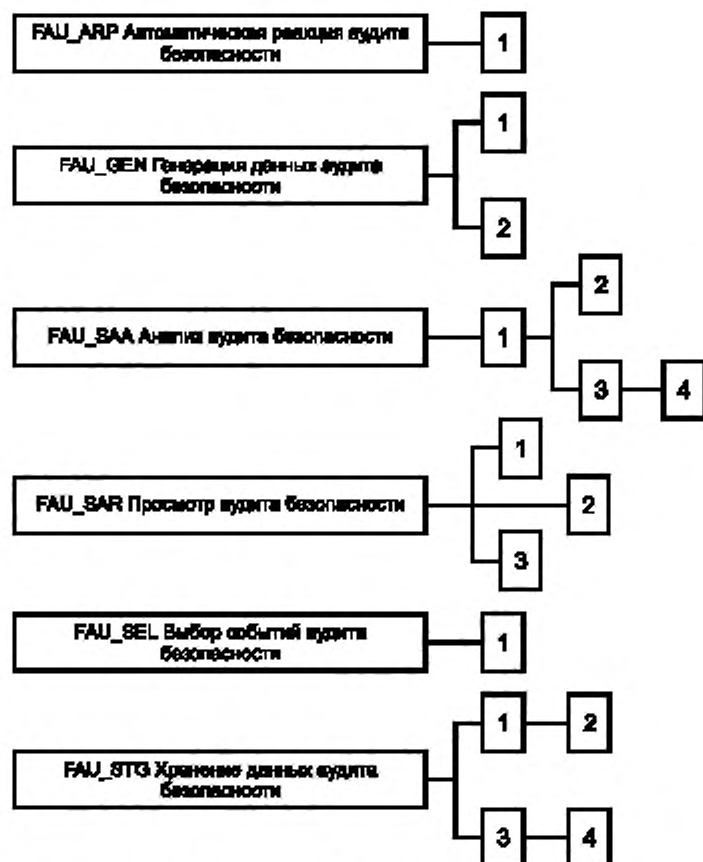 FAU_ARP Автоматическая реакция аудита
безопасности
1
FAU_GEN Генерация данных аудита
безопасности
1
2
FAU_SAA Анализ аудита безопасности
1
2
3
4
FAU_SAR Просмотр аудита безопасности
1
2
3
FAU_SEL Выбор событий аудита
безопасности
1
FAU_STG Хранение данных аудита
безопасности
1
2
3
4